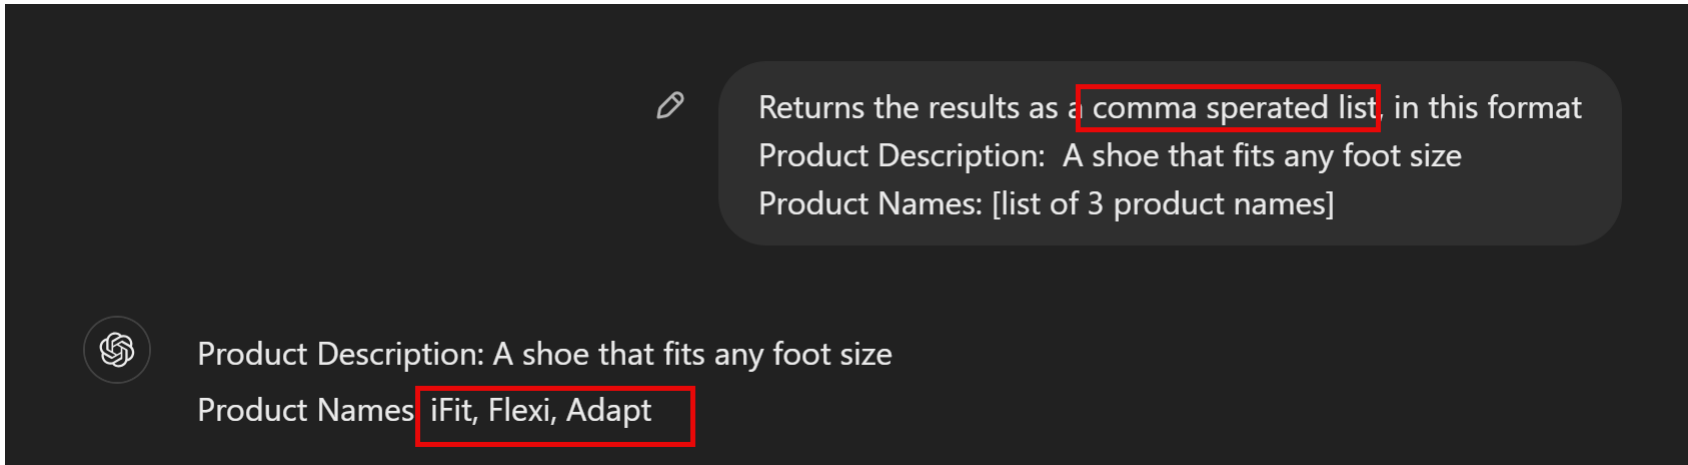 Returns the results as a comma sperated list, in this format
Product Description:  A shoe that fits any foot size
Product Names: [list of 3 product names]
Product Description: A shoe that fits any foot size
Product Names: iFit, Flexi, Adapt